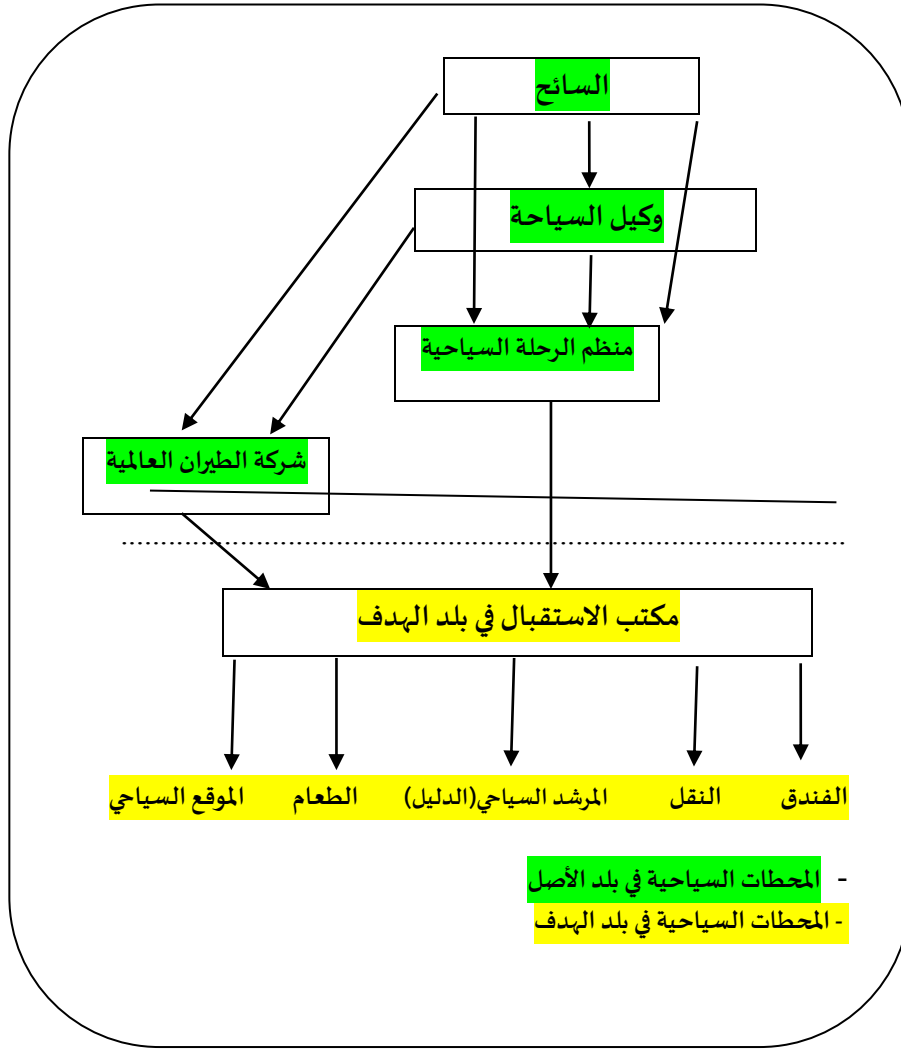 السائح
وكيل السياحة
منظم الرحلة السياحية
شركة الطيران العالمية
مكتب الاستقبال في بلد الهدف
الفندق النقل المرشد السياحي(الدليل) الطعام الموقع السياحي
- المحطات السياحية في بلد الأصل
- المحطات السياحية في بلد الهدف